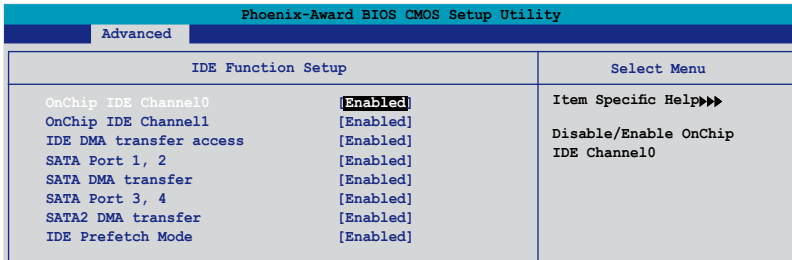 Phoenix-Award BIOS CMOS Setup Utility
Advanced
IDE Function Setup
Select Menu
OnChip IDE Channel0 [Enabled]
OnChip IDE Channel1 [Enabled]
IDE DMA transfer access [Enabled]
SATA Port 1, 2 [Enabled]
SATA DMA transfer [Enabled]
SATA Port 3, 4 [Enabled]
SATA2 DMA transfer [Enabled]
IDE Prefetch Mode [Enabled]
Item Specific Help
Disable/Enable OnChip
IDE Channel0